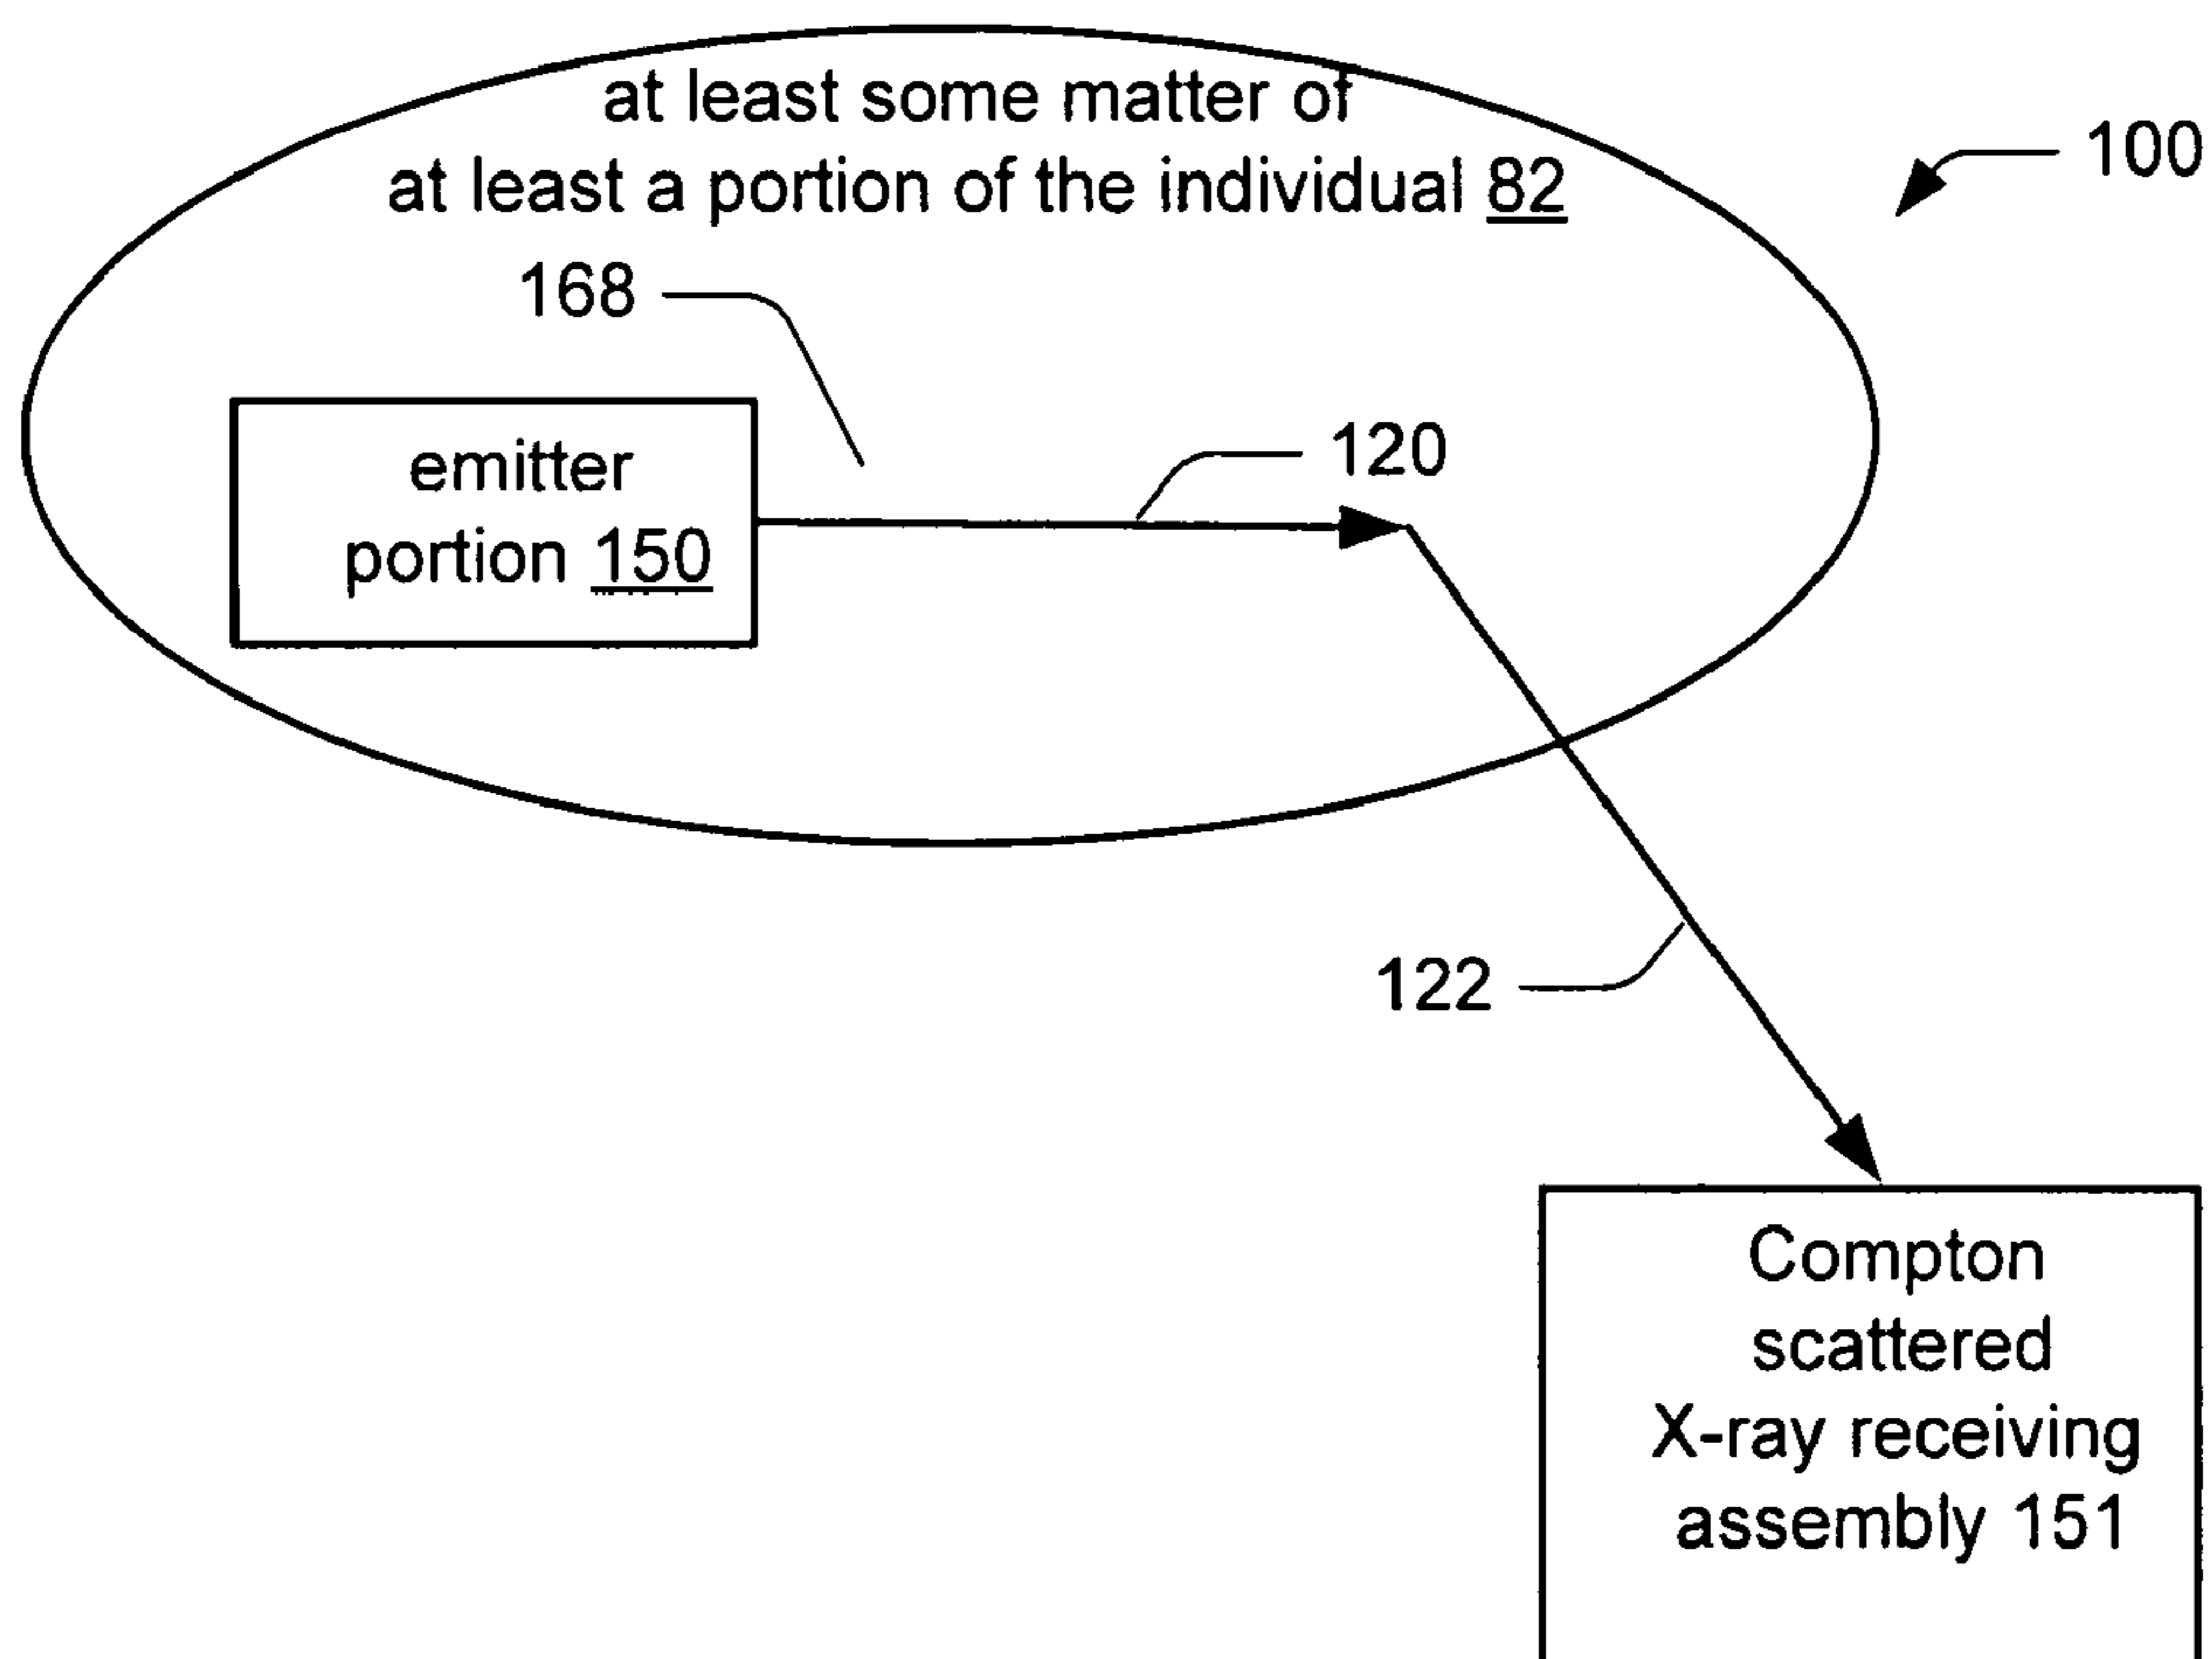 at least some matter of
at least a portion of the individual 82
100
168
120
emitter
portion 150
122
Compton
scattered
X-ray receiving
assembly 151